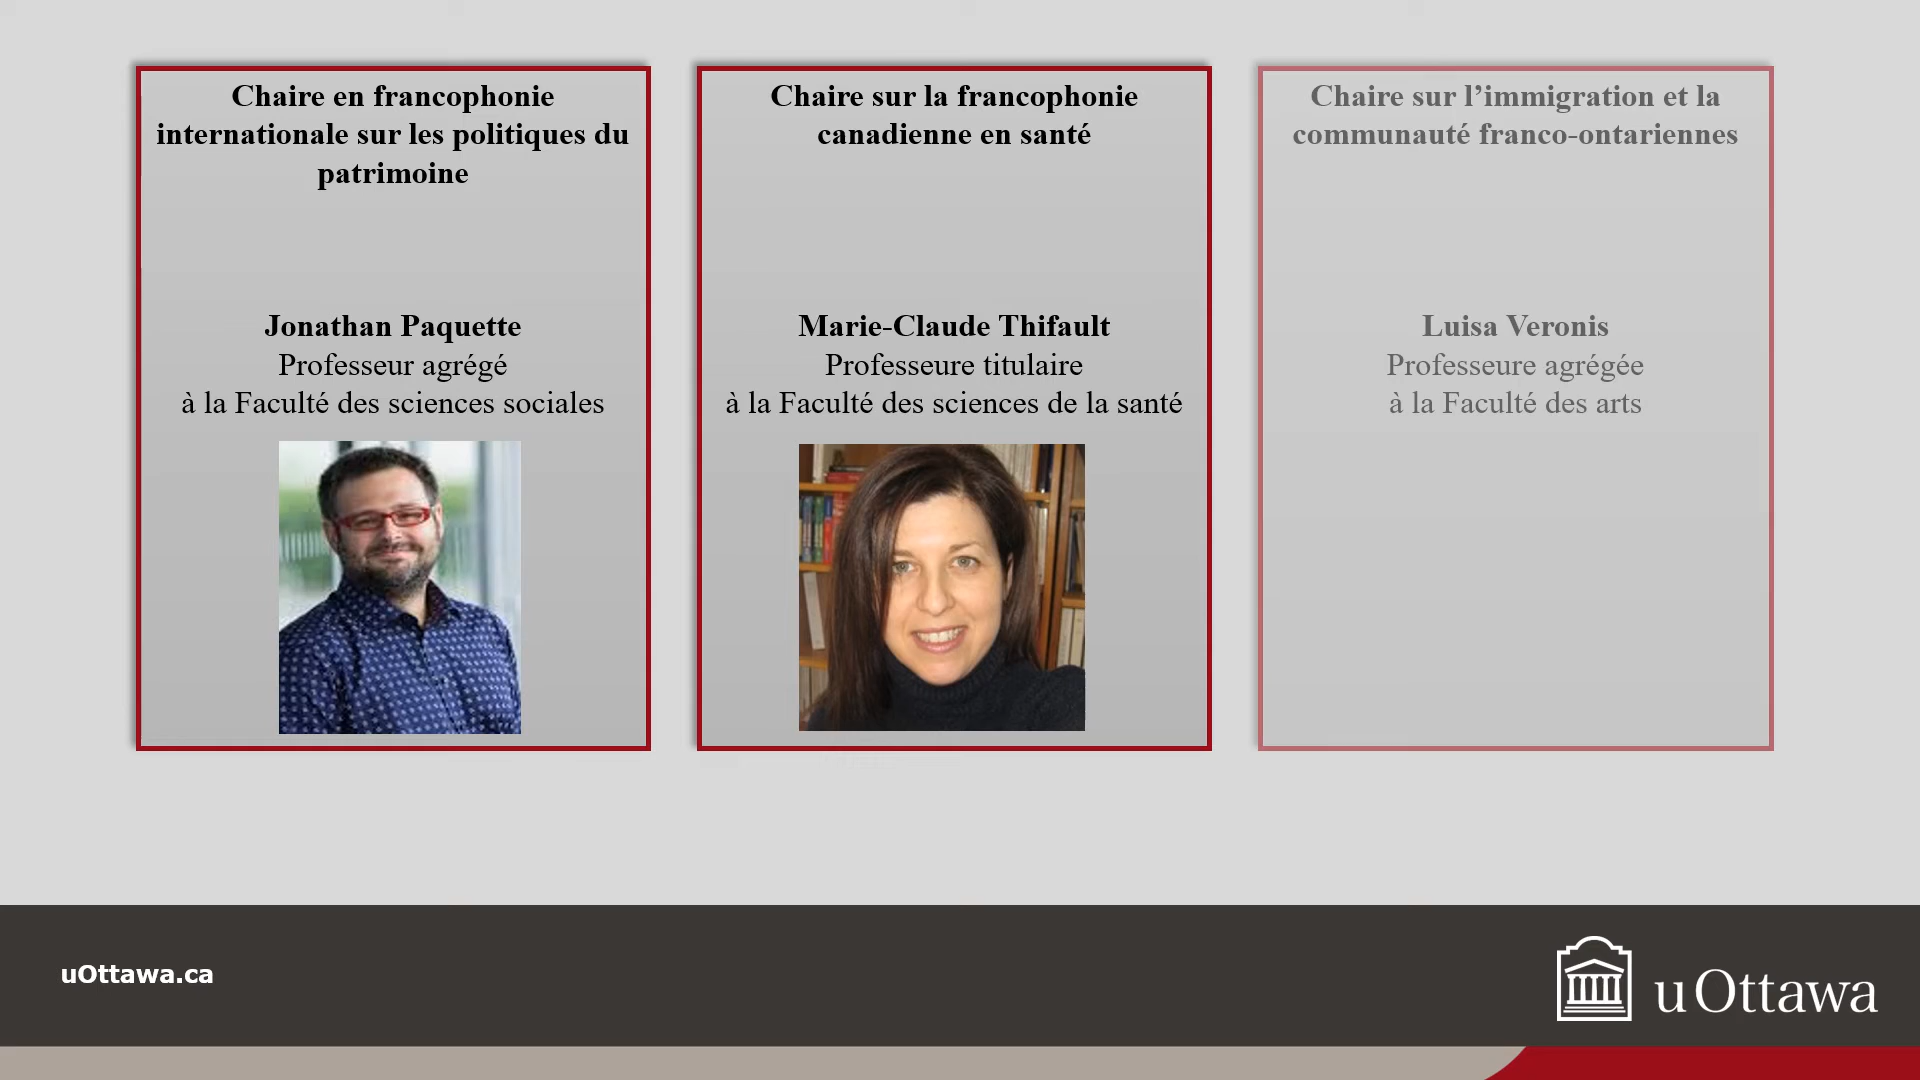 Chaire en francophonie
internationale sur les politiques du
patrimoine
Jonathan Paquette
Professeur agrégé
à la Faculté des sciences sociales
Chaire sur la francophonie
canadienne en santé
Marie-Claude Thifault
Professeure titulaire
à la Faculté des sciences de la santé
Chaire sur l’immigration et la
communauté franco-ontariennes
Luisa Veronis
Professeure agrégée
à la Faculté des arts
uOttawa.ca
uOttawa